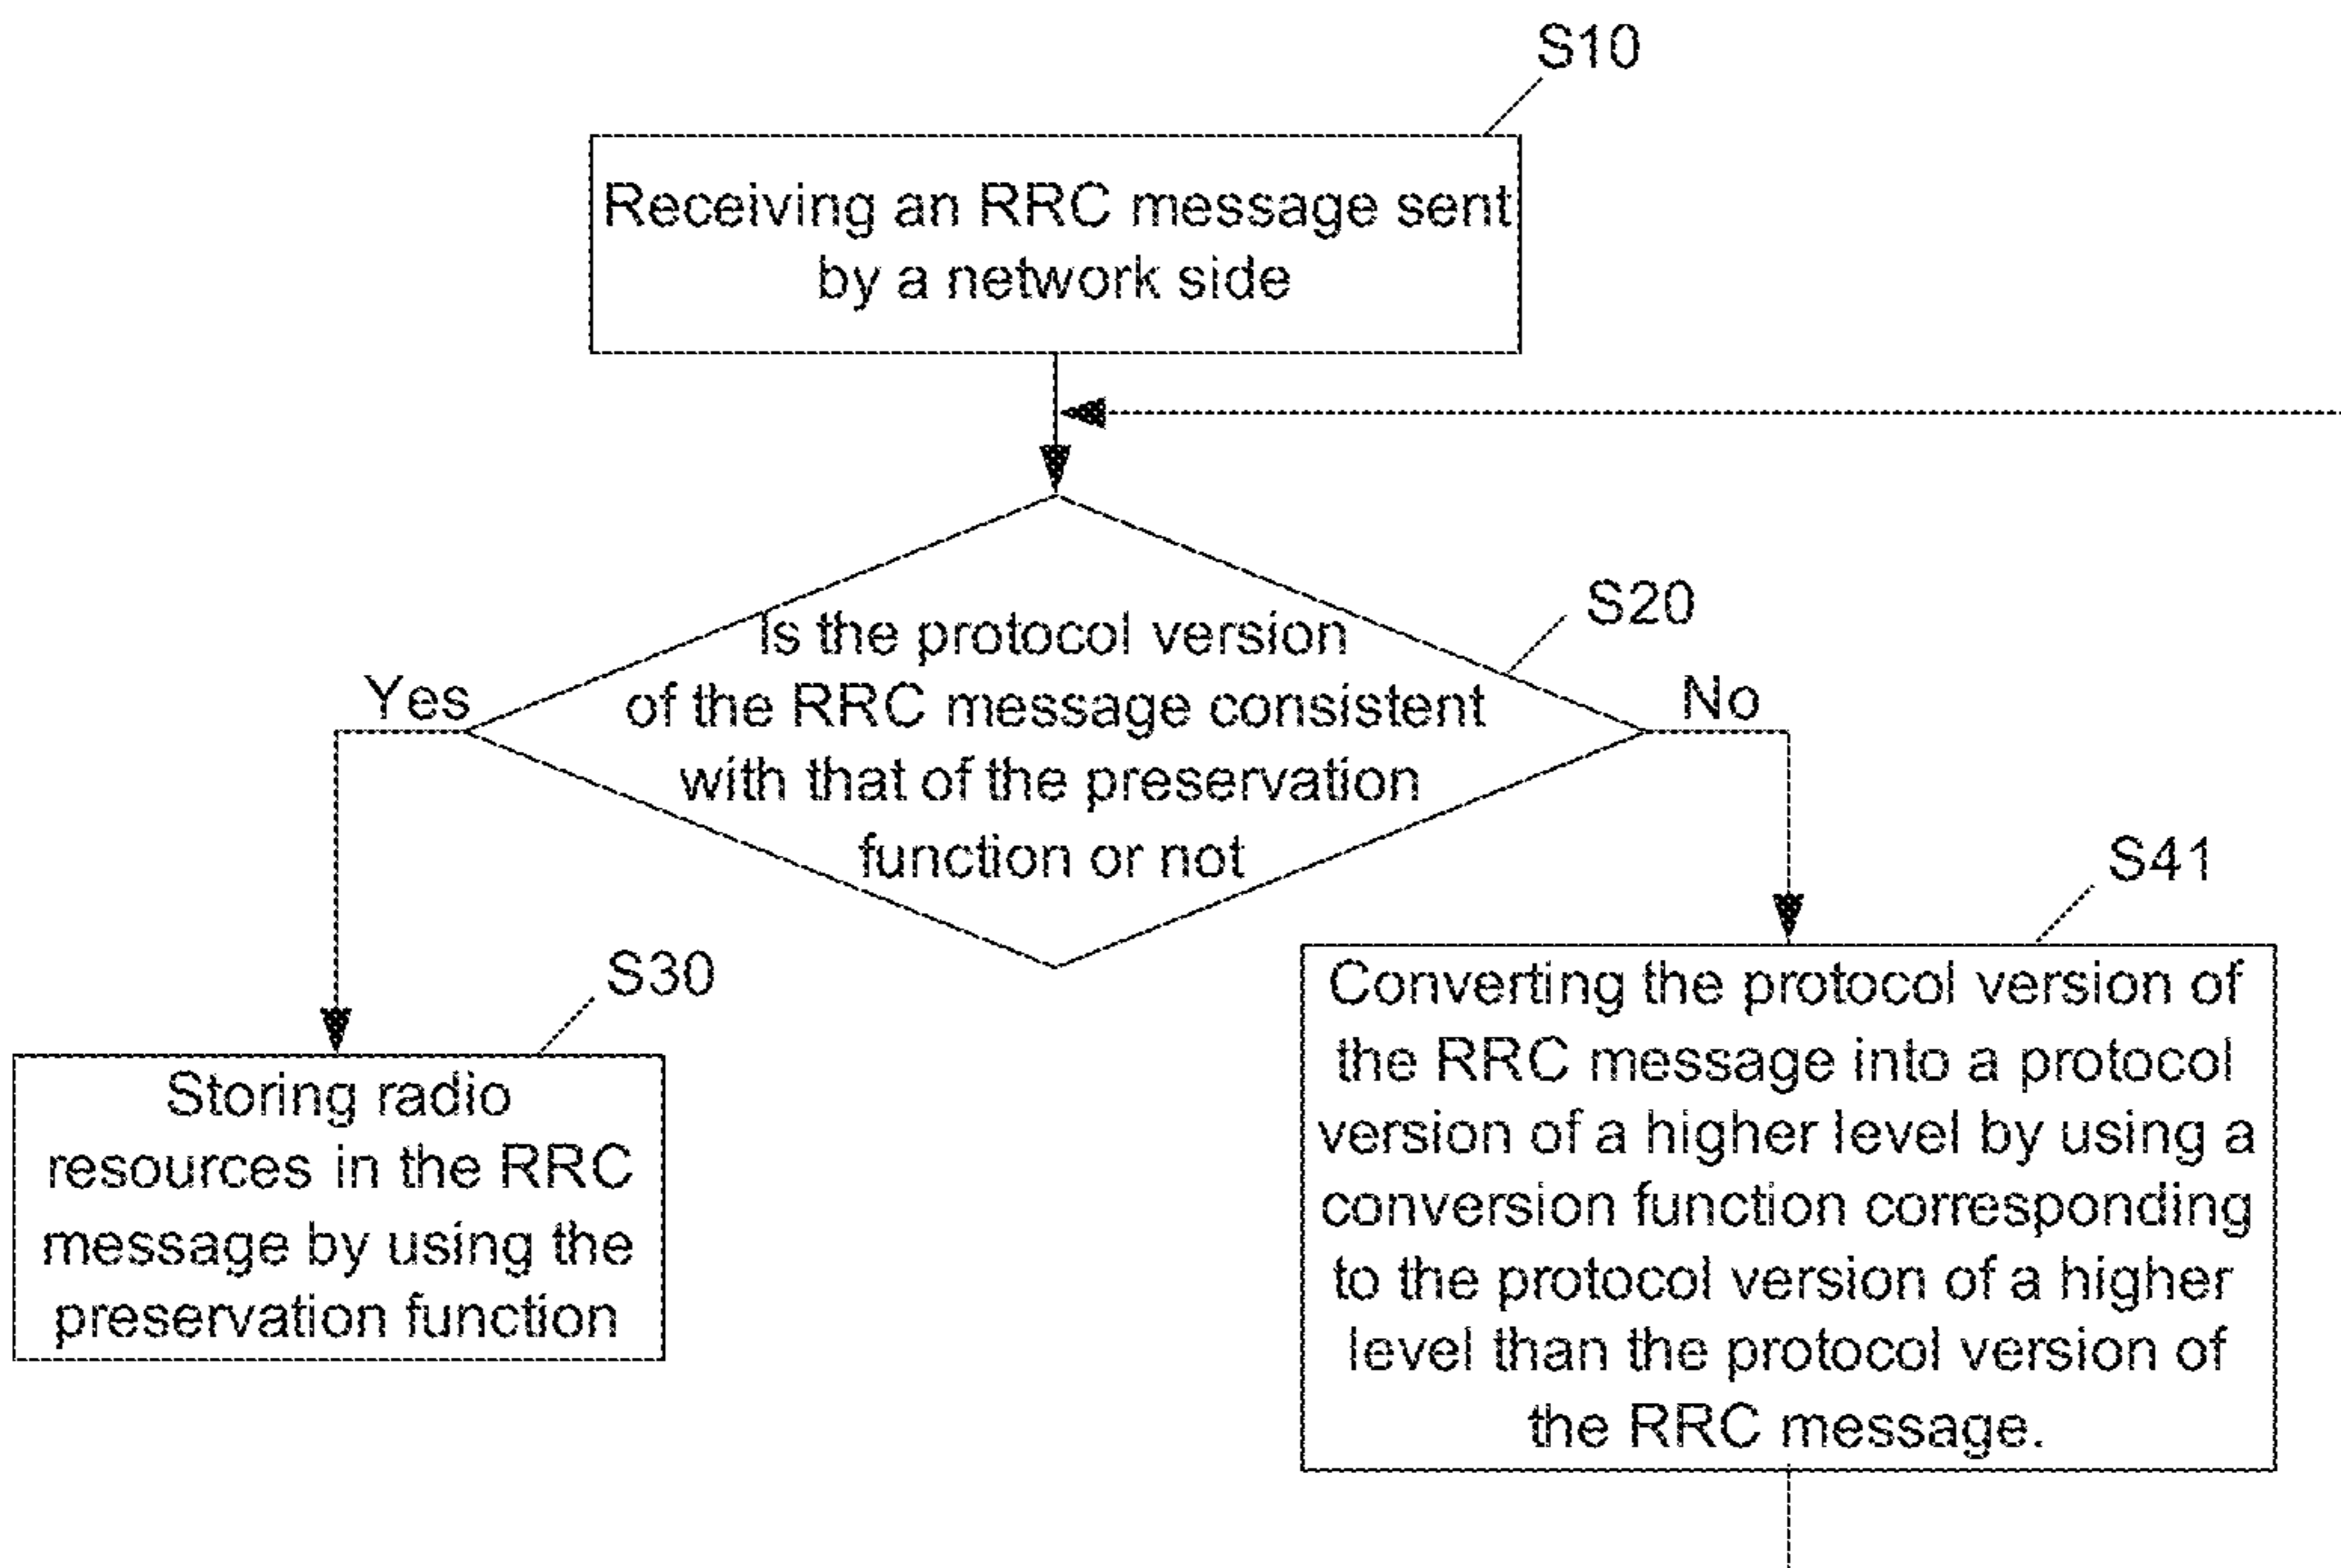 S10
Receiving an RRC message sent
by a network side
S20
Is the protocol version
of the RRC message consistent
with that of the preservation
function or not
Yes
No
S30
Storing radio
resources in the RRC
message by using the
preservation function
S41
Converting the protocol version of
the RRC message into a protocol
version of a higher level by using a
conversion function corresponding
to the protocol version of a higher
level than the protocol version of
the RRC message.